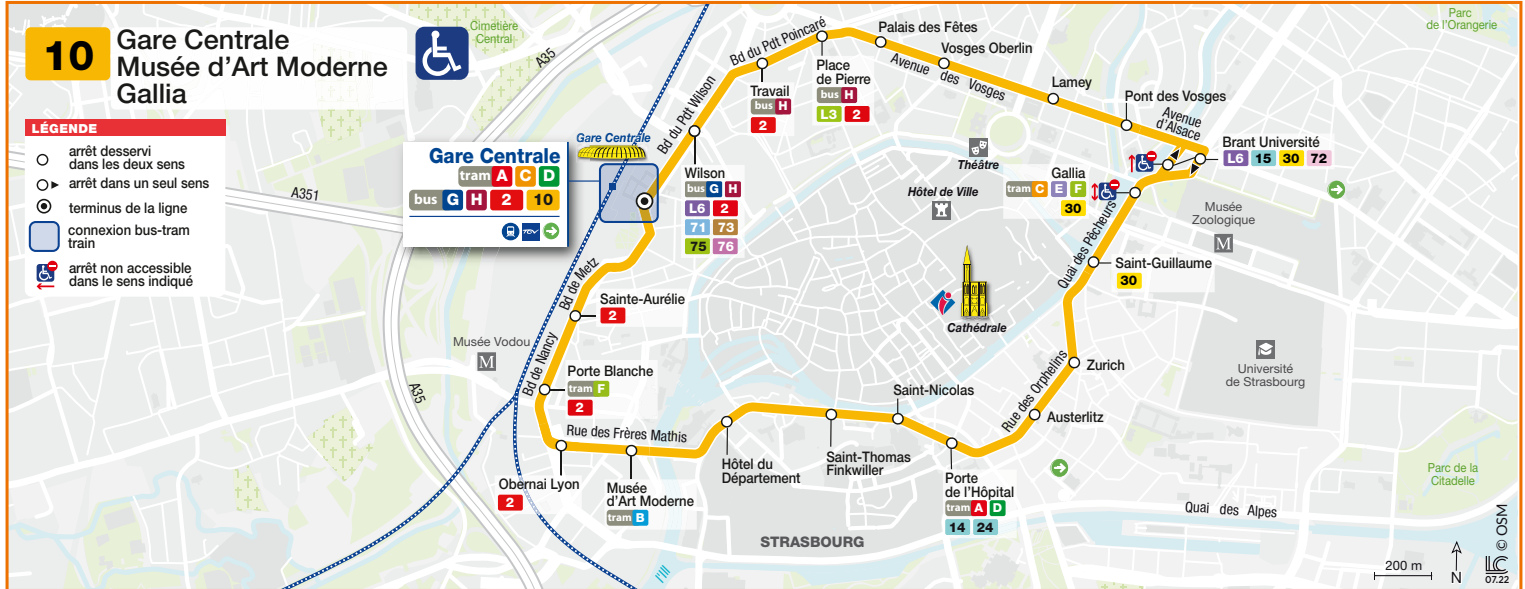 10
Gare Centrale
Musée d'Art Moderne
Gallia
LÉGENDE
arrêt desservi
dans les deux sens
arrêt dans un seul sens
terminus de la ligne
connexion bus-tram
train
arrêt non accessible
dans le sens indiqué
Cimetière
Central
A35
A351
A35
Gare Centrale
tram A C D
bus G H 2 10
TGV
Gare Centrale
Bd du Pdt Wilson
Bd du Pdt Poincaré
Wilson
bus G H
L6 2
71 73
75 76
Travail
bus H
2
Place
de Pierre
bus H
L3 2
Palais des Fêtes
Vosges Oberlin
Avenue des Vosges
Lamey
Pont des Vosges
Avenue
d'Alsace
Brant Université
L6 15 30 72
Parc
de l'Orangerie
Théâtre
Hôtel de Ville
Gallia
tram C E F
30
Musée
Zoologique
M
Quai des Pêcheurs
Saint-Guillaume
30
Cathédrale
Université
de Strasbourg
Zurich
Rue des Orphelins
Austerlitz
Bd de Metz
Sainte-Aurélie
2
Musée Vodou
M
Bd de Nancy
Porte Blanche
tram F
2
Rue des Frères Mathis
Obernai Lyon
2
Musée
d'Art Moderne
tram B
Hôtel du
Département
Saint-Thomas
Finkwiller
Saint-Nicolas
Porte
de l'Hôpital
tram A D
14 24
STRASBOURG
l'Ill
Quai des Alpes
Parc de la
Citadelle
200 m
N
LC
07.22
© OSM